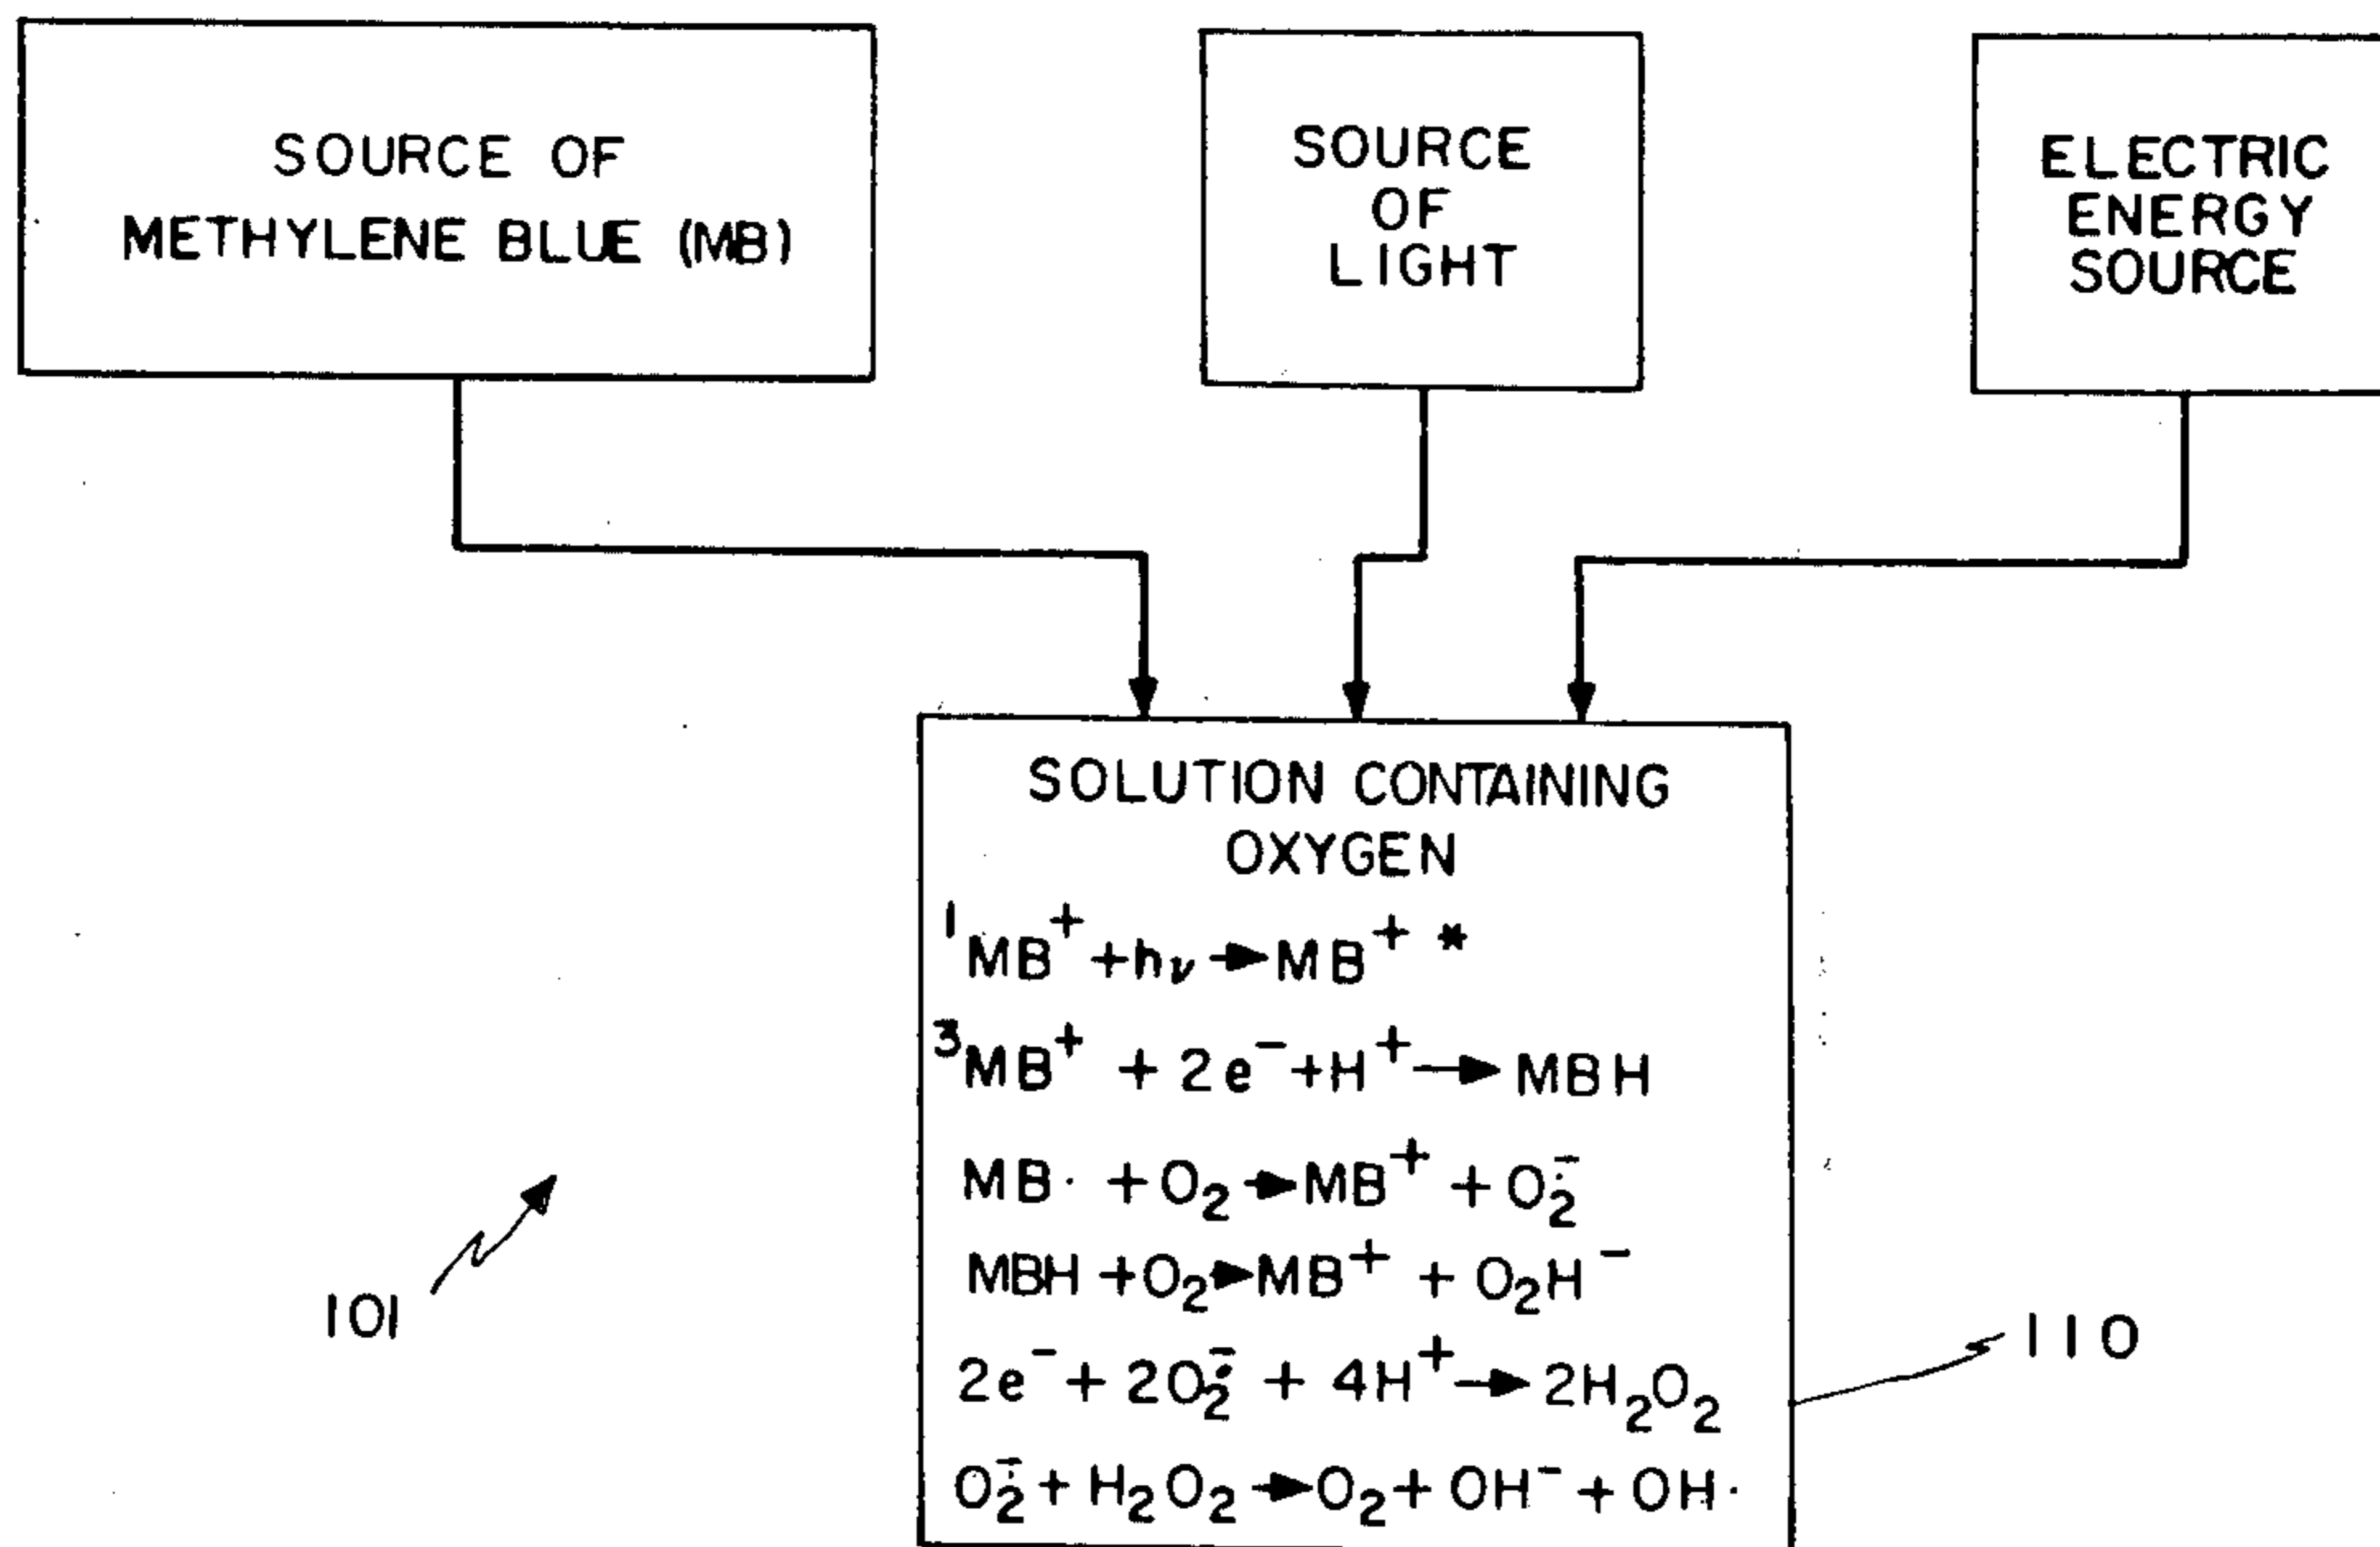 SOURCE OF
METHYLENE BLUE (MB)
SOURCE
OF
LIGHT
ELECTRIC
ENERGY
SOURCE
SOLUTION CONTAINING
OXYGEN
¹MB⁺ +hν→MB⁺ *
³MB⁺ + 2e⁻+H⁺→MBH
MB· +O₂→MB⁺ + O₂⁻·
MBH +O₂→MB⁺ + O₂H⁻
2e⁻ + 2O₂⁻· + 4H⁺→2H₂O₂
O₂⁻· + H₂O₂→O₂+ OH⁻ + OH·
101
110